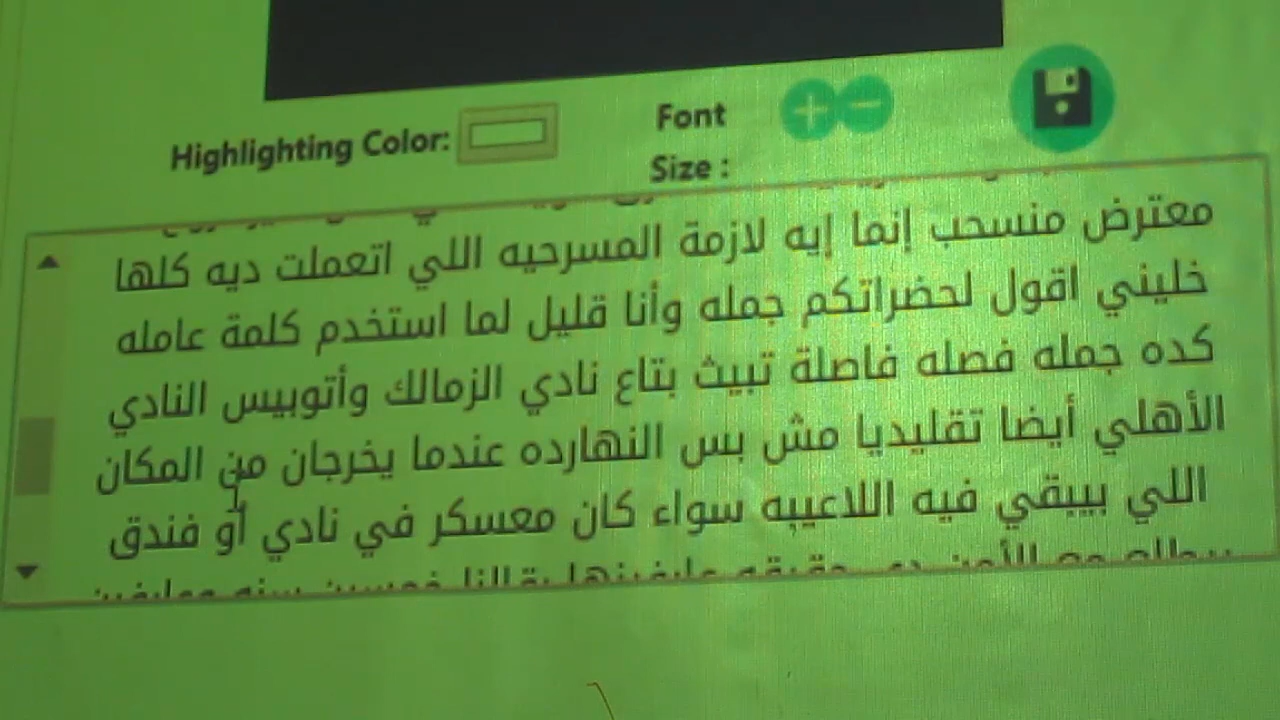 Highlighting Color:
Font
Size :
معترض منسحب إنما إيه لازمة المسرحيه اللي اتعملت ديه كلها
خليني اقول لحضراتكم جمله وأنا قليل لما استخدم كلمة عامله
كده جمله فصله فاصلة تبيث بتاع نادي الزمالك وأتوبيس النادي
الأهلي أيضا تقليديا مش بس النهارده عندما يخرجان من المكان
اللي بيبقي فيه اللاعيبه سواء كان معسكر في نادي أو فندق